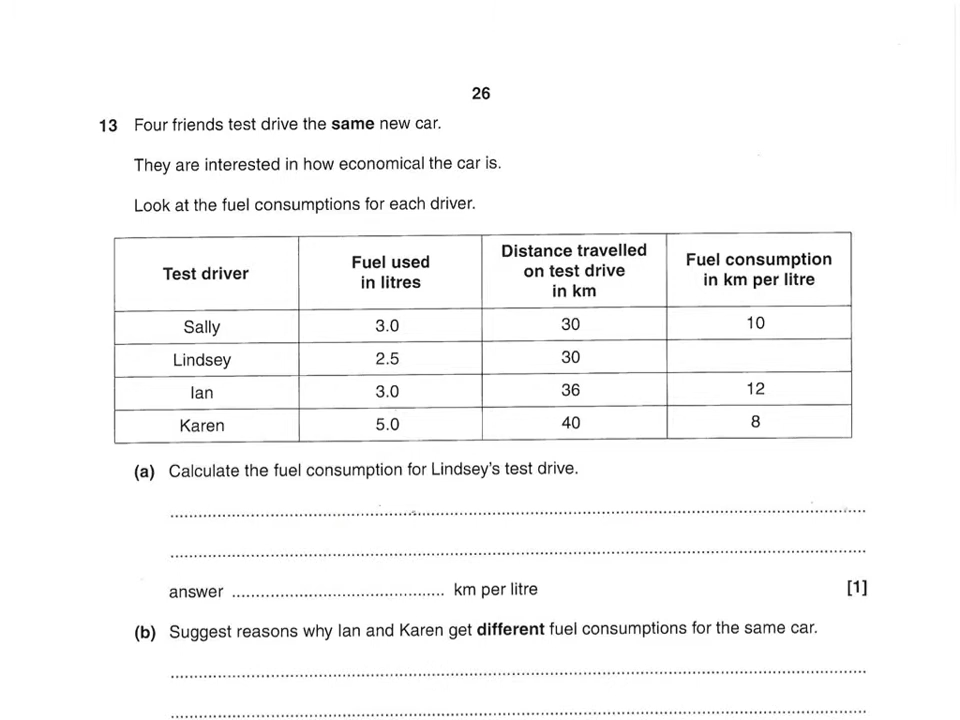 26
13 Four friends test drive the same new car.
They are interested in how economical the car is.
Look at the fuel consumptions for each driver.
Test driver Fuel used in litres Distance travelled on test drive in km Fuel consumption in km per litre
Sally 3.0 30 10
Lindsey 2.5 30
Ian 3.0 36 12
Karen 5.0 40 8
(a) Calculate the fuel consumption for Lindsey's test drive.
answer ............................................. km per litre [1]
(b) Suggest reasons why Ian and Karen get different fuel consumptions for the same car.